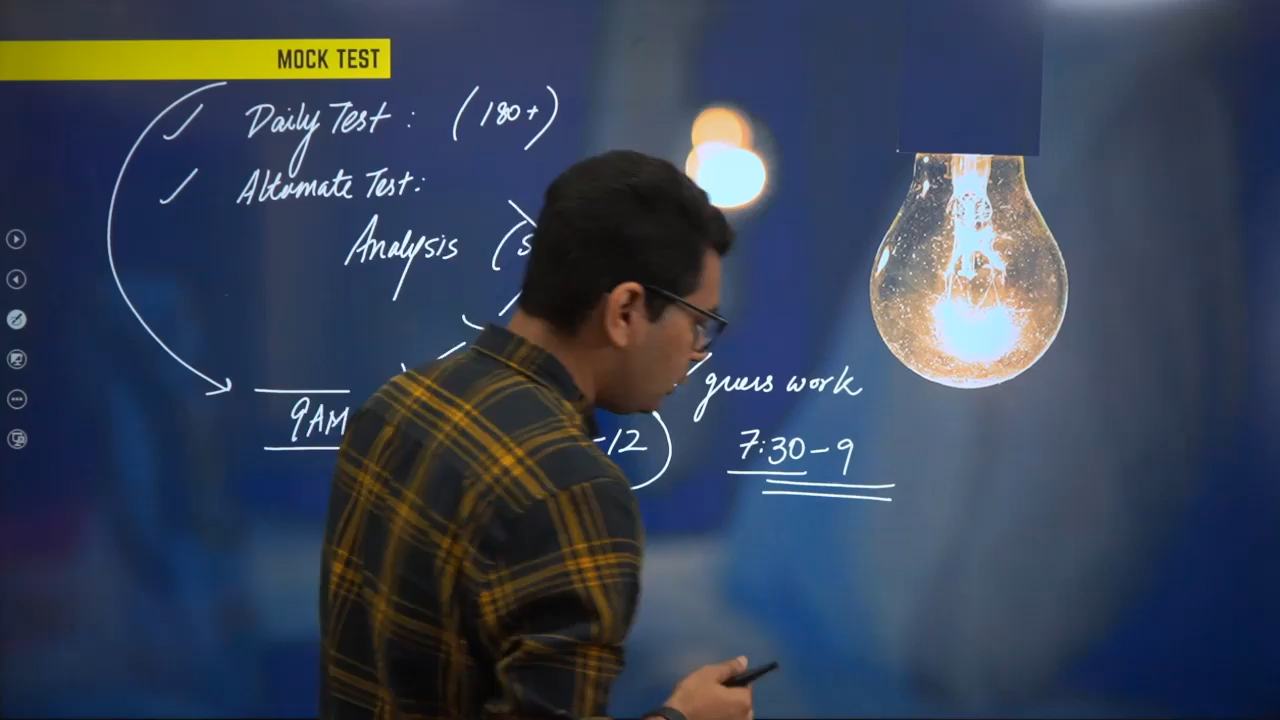 MOCK TEST
Daily Test : (180+)
Alternate Test:
Analysis (
guess work
9AM -12) 7:30-9